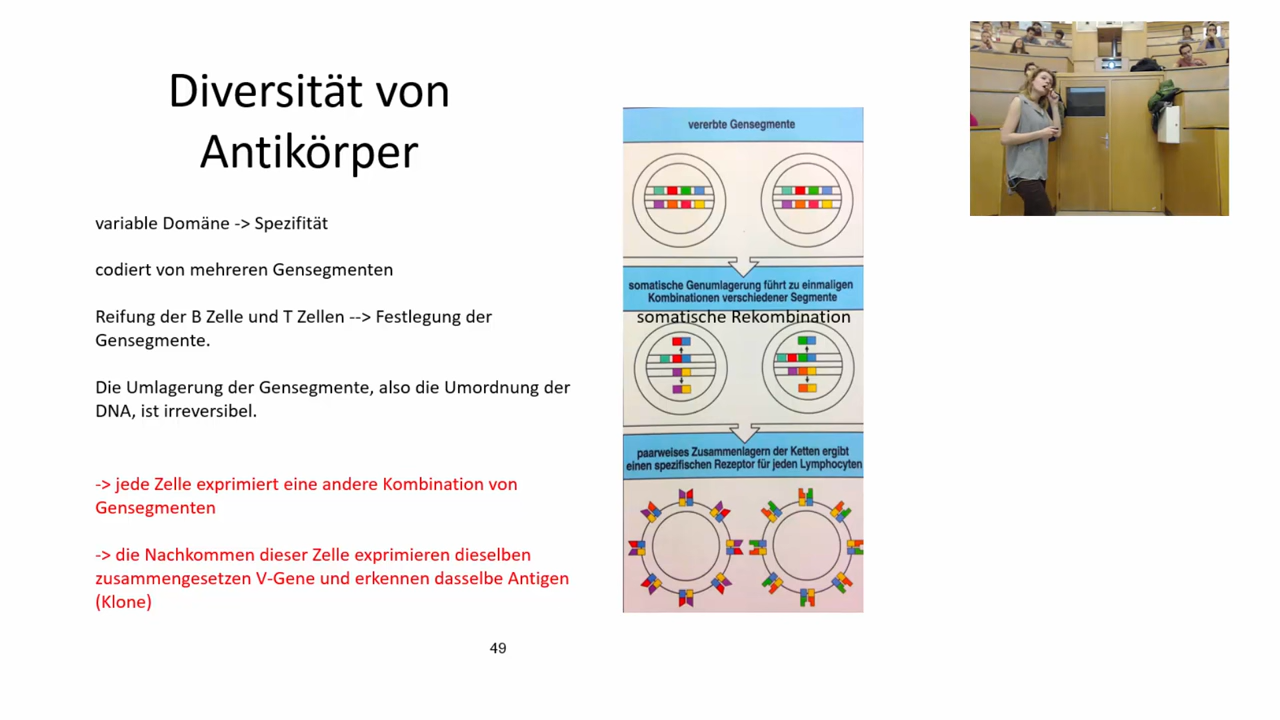 Diversität von
Antikörper
variable Domäne -> Spezifität
codiert von mehreren Gensegmenten
Reifung der B Zelle und T Zellen --> Festlegung der
Gensegmente.
Die Umlagerung der Gensegmente, also die Umordnung der
DNA, ist irreversibel.
-> jede Zelle exprimiert eine andere Kombination von
Gensegmenten
-> die Nachkommen dieser Zelle exprimieren dieselben
zusammengesetzen V-Gene und erkennen dasselbe Antigen
(Klone)
49
vererbte Gensegmente
somatische Genumlagerung führt zu einmaligen
Kombinationen verschiedener Segmente
somatische Rekombination
paarweises Zusammenlagern der Ketten ergibt
einen spezifischen Rezeptor für jeden Lymphocyten